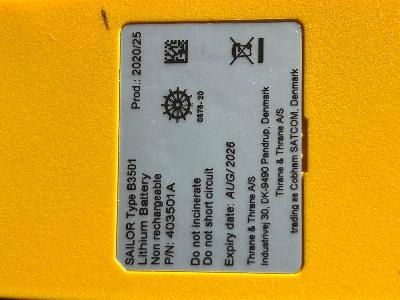 SAILOR Type B3501
Lithium Battery
Non rechargeable
P/N: 403501A
Prod.: 2020/25
0575-20
Do not incinerate
Do not short circuit
Expiry date: AUG/2026
Thrane & Thrane A/S
Industrivej 30, DK-9490 Pandrup, Denmark
Thrane & Thrane A/S
trading as Cobham SATCOM, Denmark